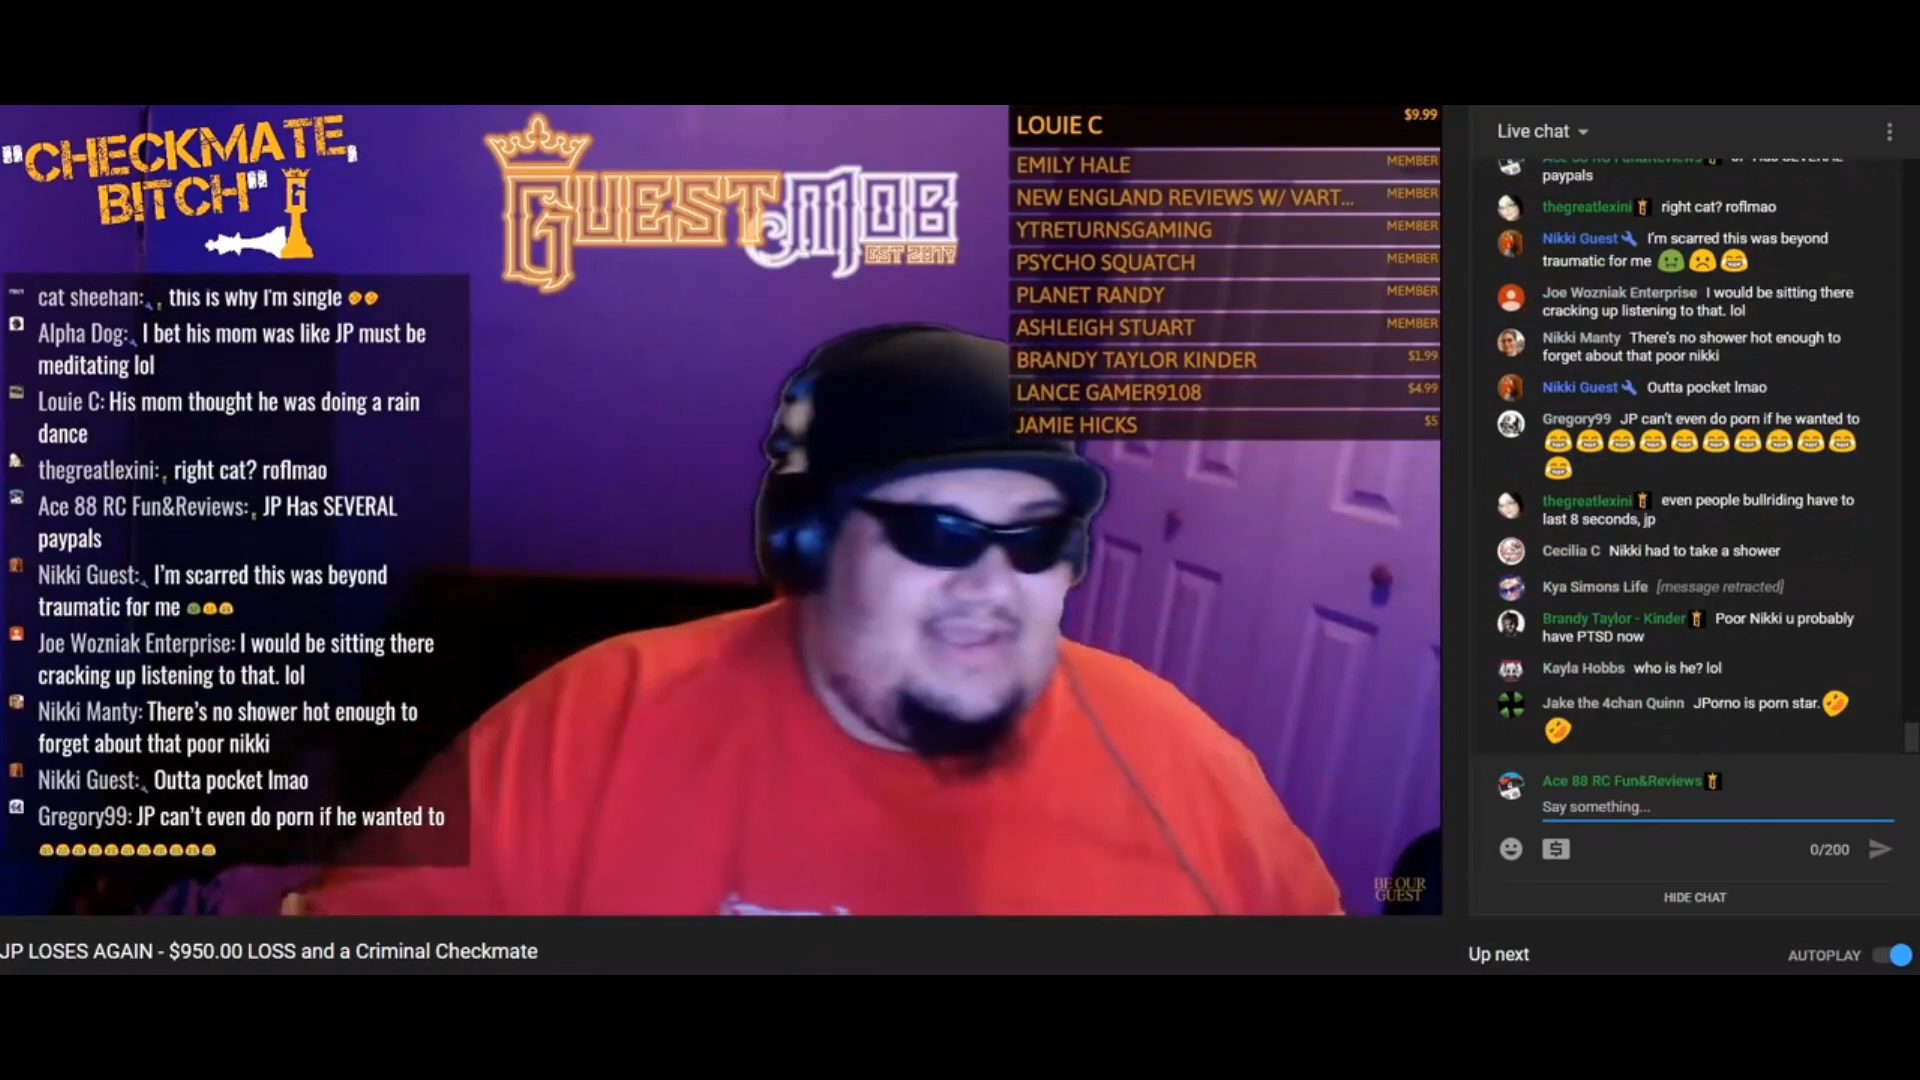 "CHECKMATE,
BITCH"
G
GUESTMOB
EST 2017
LOUIE C $9.99
EMILY HALE MEMBER
NEW ENGLAND REVIEWS W/ VART... MEMBER
YTRETURNSGAMING MEMBER
PSYCHO SQUATCH MEMBER
PLANET RANDY MEMBER
ASHLEIGH STUART MEMBER
BRANDY TAYLOR KINDER $1.99
LANCE GAMER9108 $4.99
JAMIE HICKS $5
cat sheehan: this is why I'm single
Alpha Dog: I bet his mom was like JP must be
meditating lol
Louie C: His mom thought he was doing a rain
dance
thegreatlexini: right cat? roflmao
Ace 88 RC Fun&Reviews: JP Has SEVERAL
paypals
Nikki Guest: I'm scarred this was beyond
traumatic for me
Joe Wozniak Enterprise: I would be sitting there
cracking up listening to that. lol
Nikki Manty: There's no shower hot enough to
forget about that poor nikki
Nikki Guest: Outta pocket lmao
Gregory99: JP can't even do porn if he wanted to
BE OUR
GUEST
JP LOSES AGAIN - $950.00 LOSS and a Criminal Checkmate
Live chat
Ace 88 RC Fun&Reviews JP Has SEVERAL
paypals
thegreatlexini right cat? roflmao
Nikki Guest I'm scarred this was beyond
traumatic for me 🤢☹️😂
Joe Wozniak Enterprise I would be sitting there
cracking up listening to that. lol
Nikki Manty There's no shower hot enough to
forget about that poor nikki
Nikki Guest Outta pocket lmao
Gregory99 JP can't even do porn if he wanted to
😂😂😂😂😂😂😂😂😂😂
😂
thegreatlexini even people bullriding have to
last 8 seconds, jp
Cecilia C Nikki had to take a shower
Kya Simons Life [message retracted]
Brandy Taylor - Kinder Poor Nikki u probably
have PTSD now
Kayla Hobbs who is he? lol
Jake the 4chan Quinn JPorno is porn star.🤣
🤣
Ace 88 RC Fun&Reviews
Say something...
0/200
HIDE CHAT
Up next AUTOPLAY